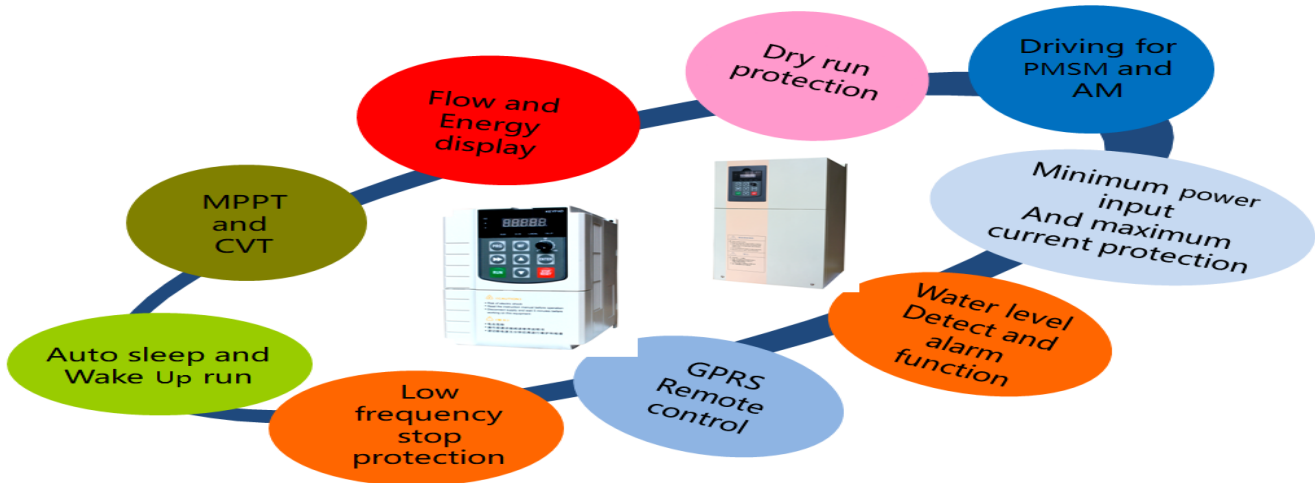 Driving for
PMSM and
AM
Dry run
protection
Flow and
Energy
display
MPPT
and
CVT
Minimum power
input
And maximum
current protection
Water level
Detect and
alarm
function
Auto sleep and
Wake Up run
GPRS
Remote
control
Low
frequency
stop
protection
RUN